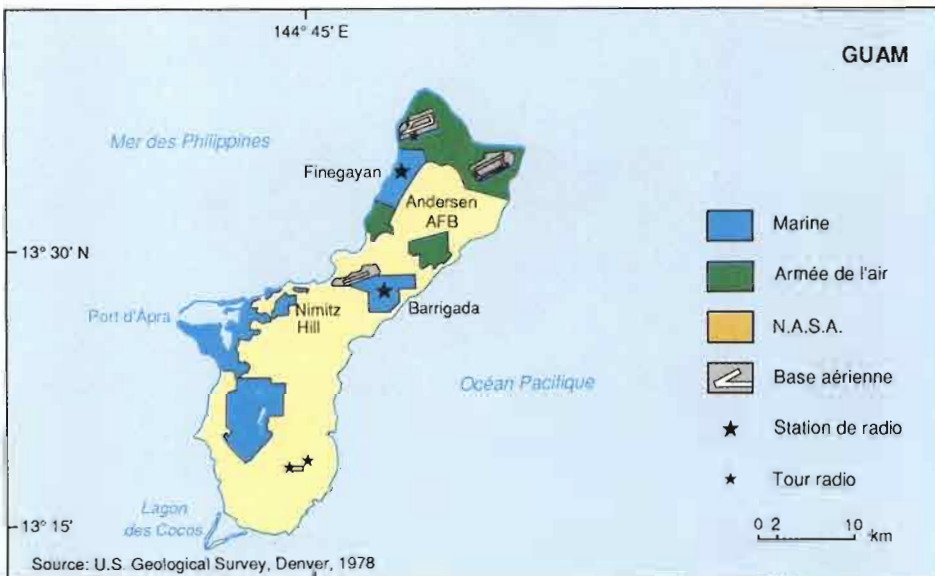 144° 45' E
GUAM
Mer des Philippines
Finegayan
Andersen
AFB
Marine
13° 30' N
Armée de l'air
Nimitz
Hill
Barrigada
Port d'Apra
N.A.S.A.
Océan Pacifique
Base aérienne
Station de radio
Tour radio
Lagon
des Cocos
13° 15'
0 2 10
km
Source: U.S. Geological Survey, Denver, 1978